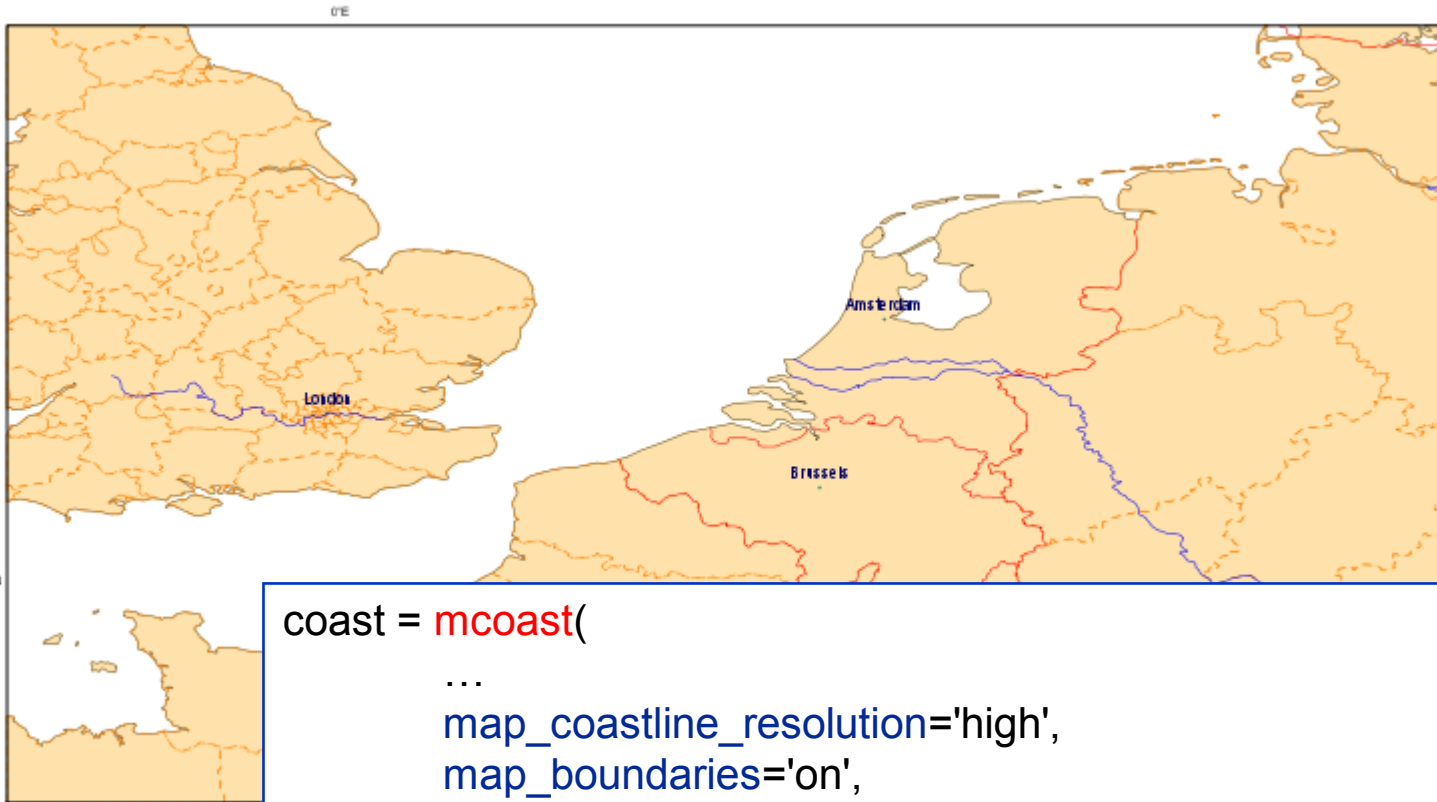 0°E
Amsterdam
London
Brussels
coast = mcoast(
…
map_coastline_resolution='high',
map_boundaries='on',